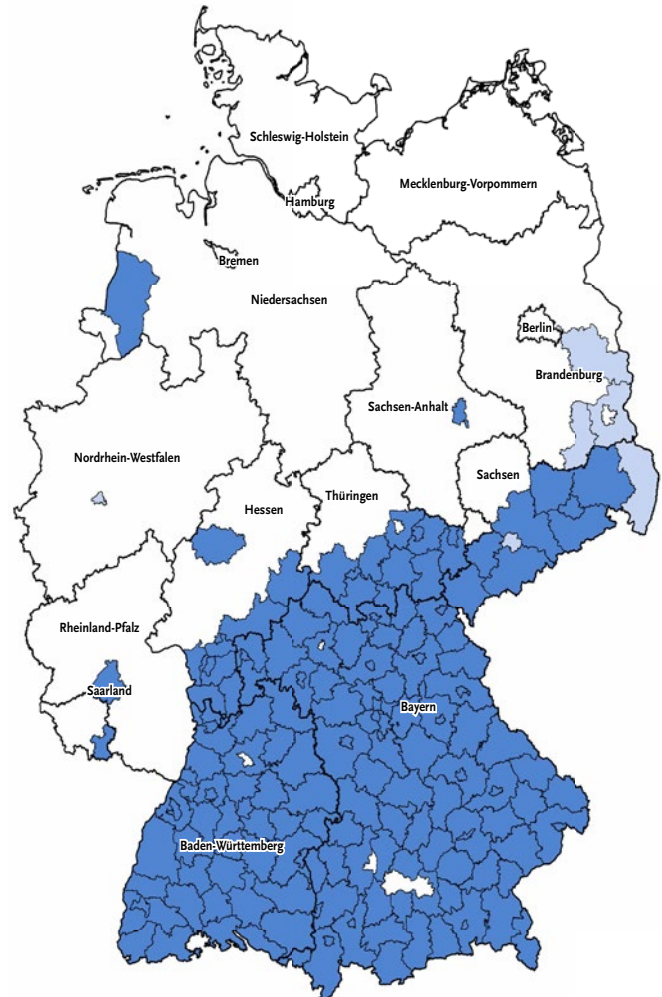 Schleswig-Holstein
Mecklenburg-Vorpommern
Hamburg
Bremen
Niedersachsen
Berlin
Brandenburg
Sachsen-Anhalt
Nordrhein-Westfalen
Sachsen
Thüringen
Hessen
Rheinland-Pfalz
Saarland
Bayern
Baden-Württemberg